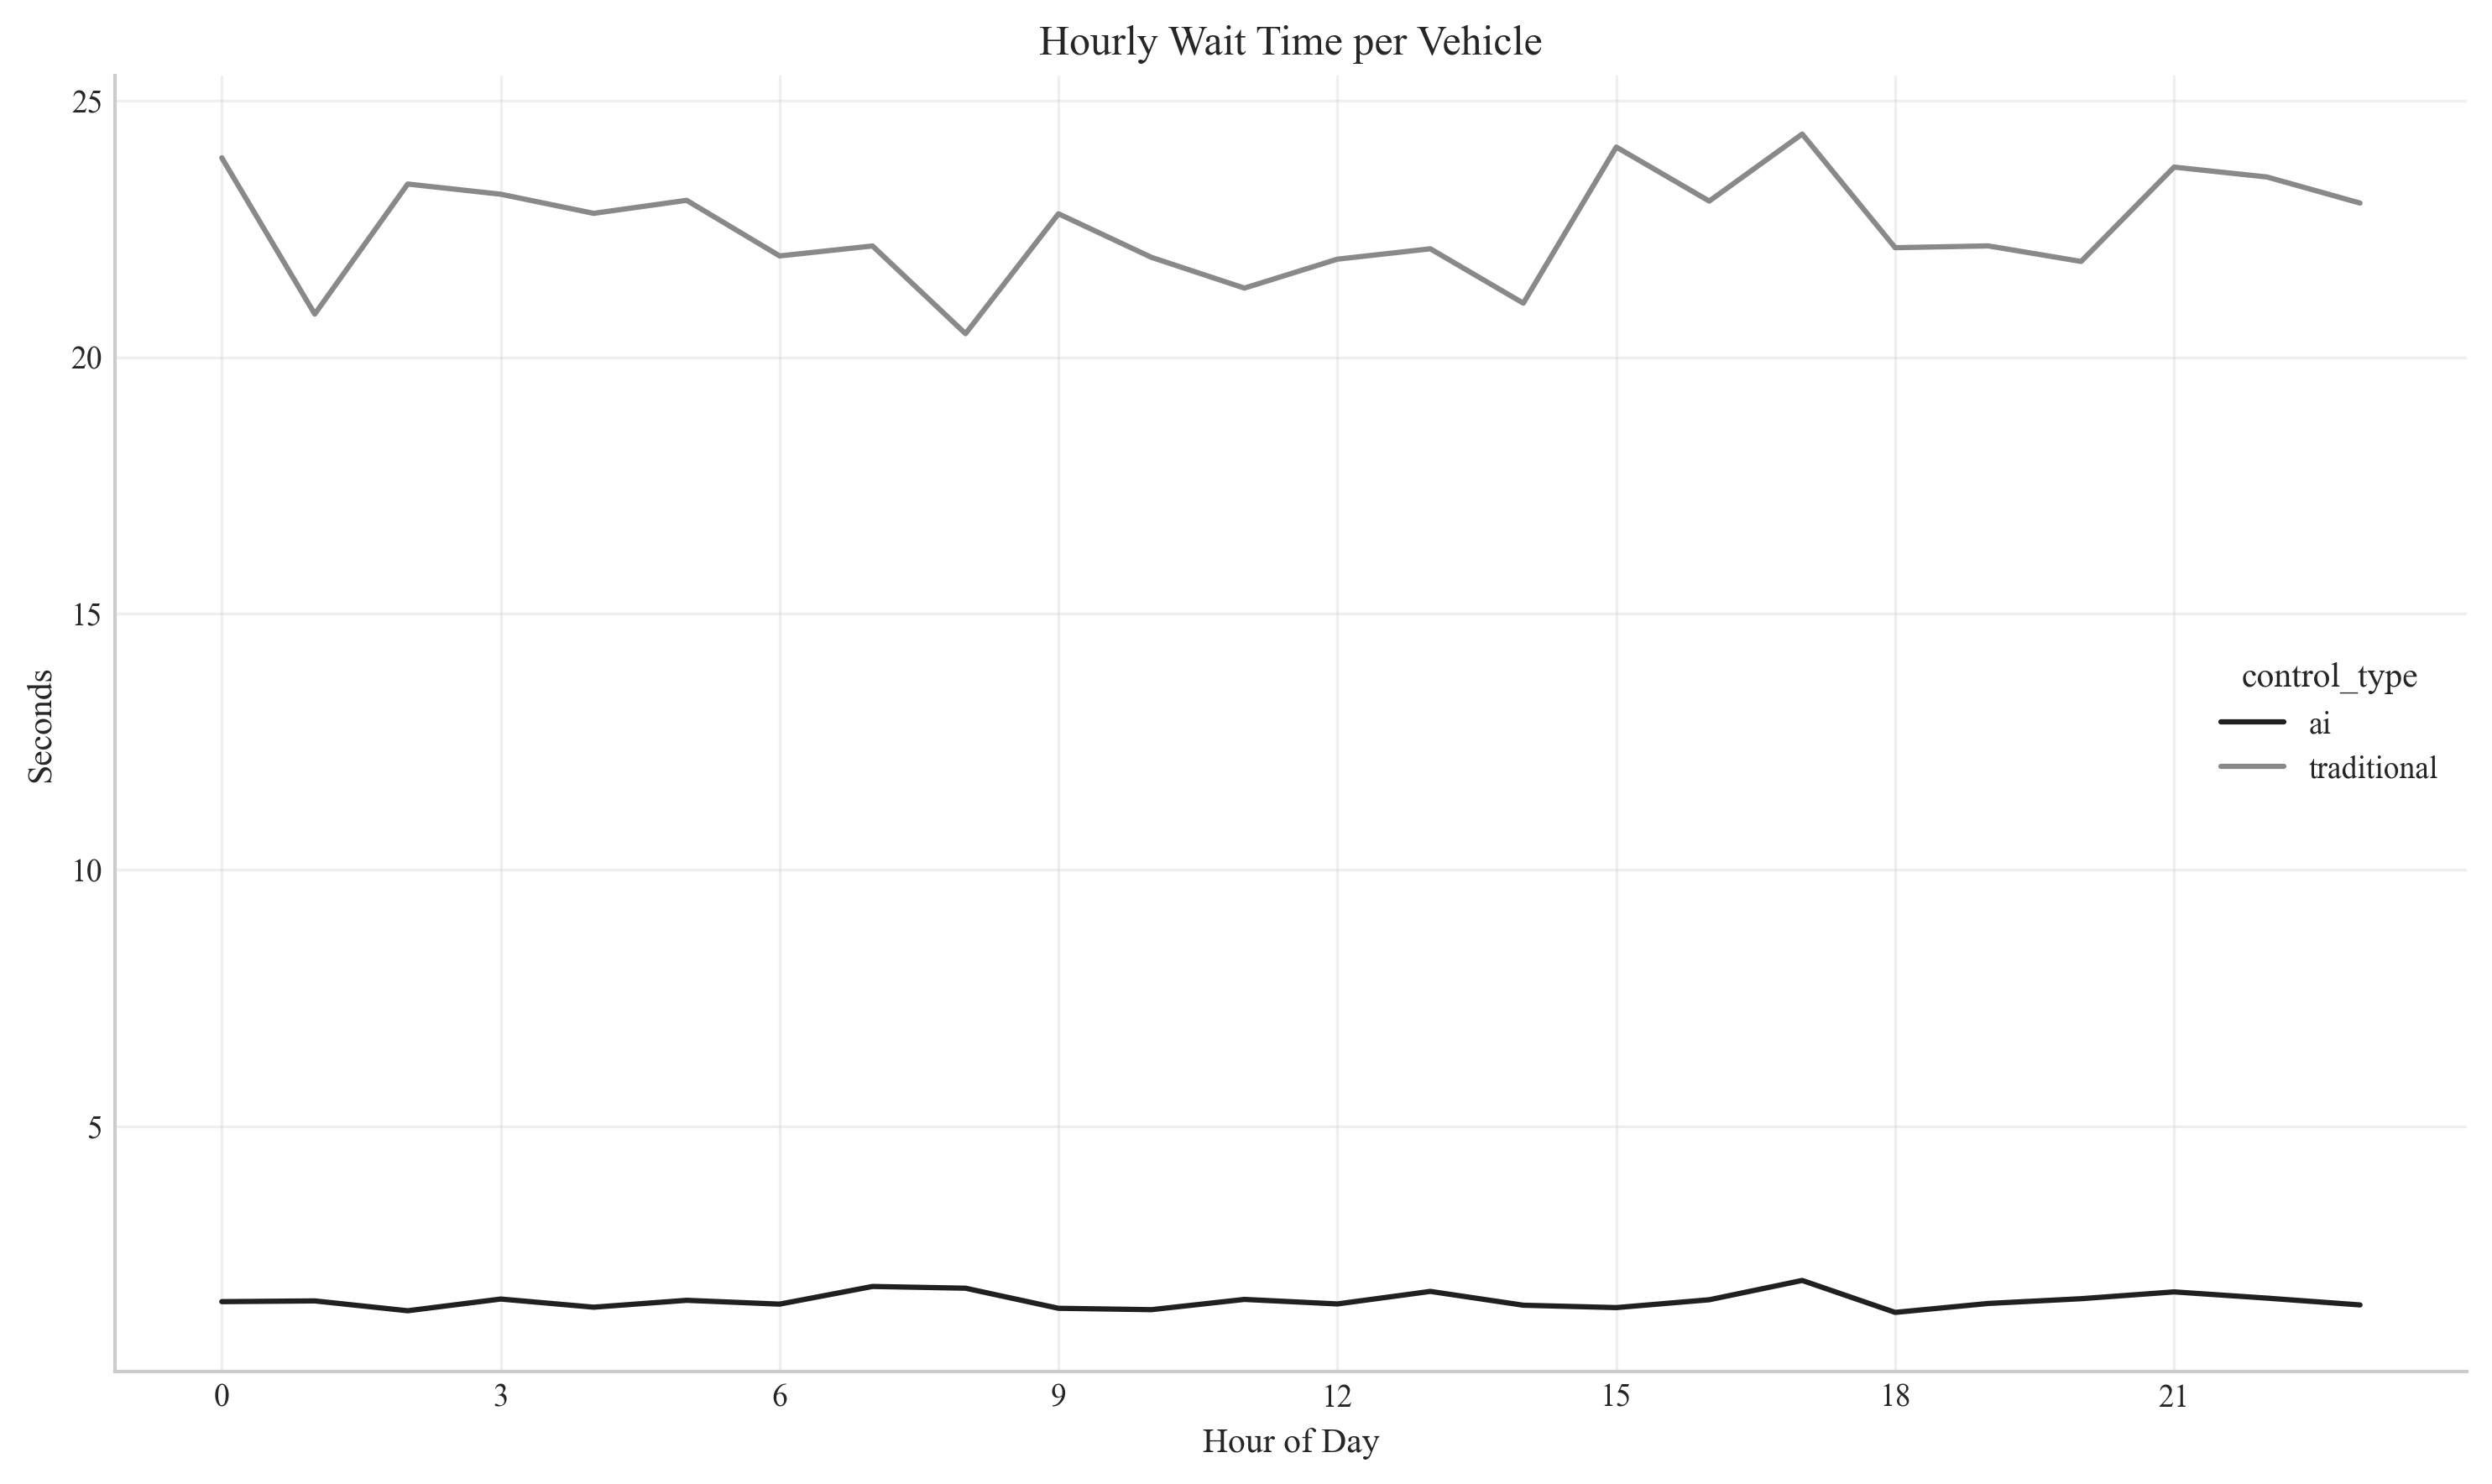 Hourly Wait Time per Vehicle
25
20
15
10
5
Seconds
control_type
ai
traditional
0 3 6 9 12 15 18 21
Hour of Day